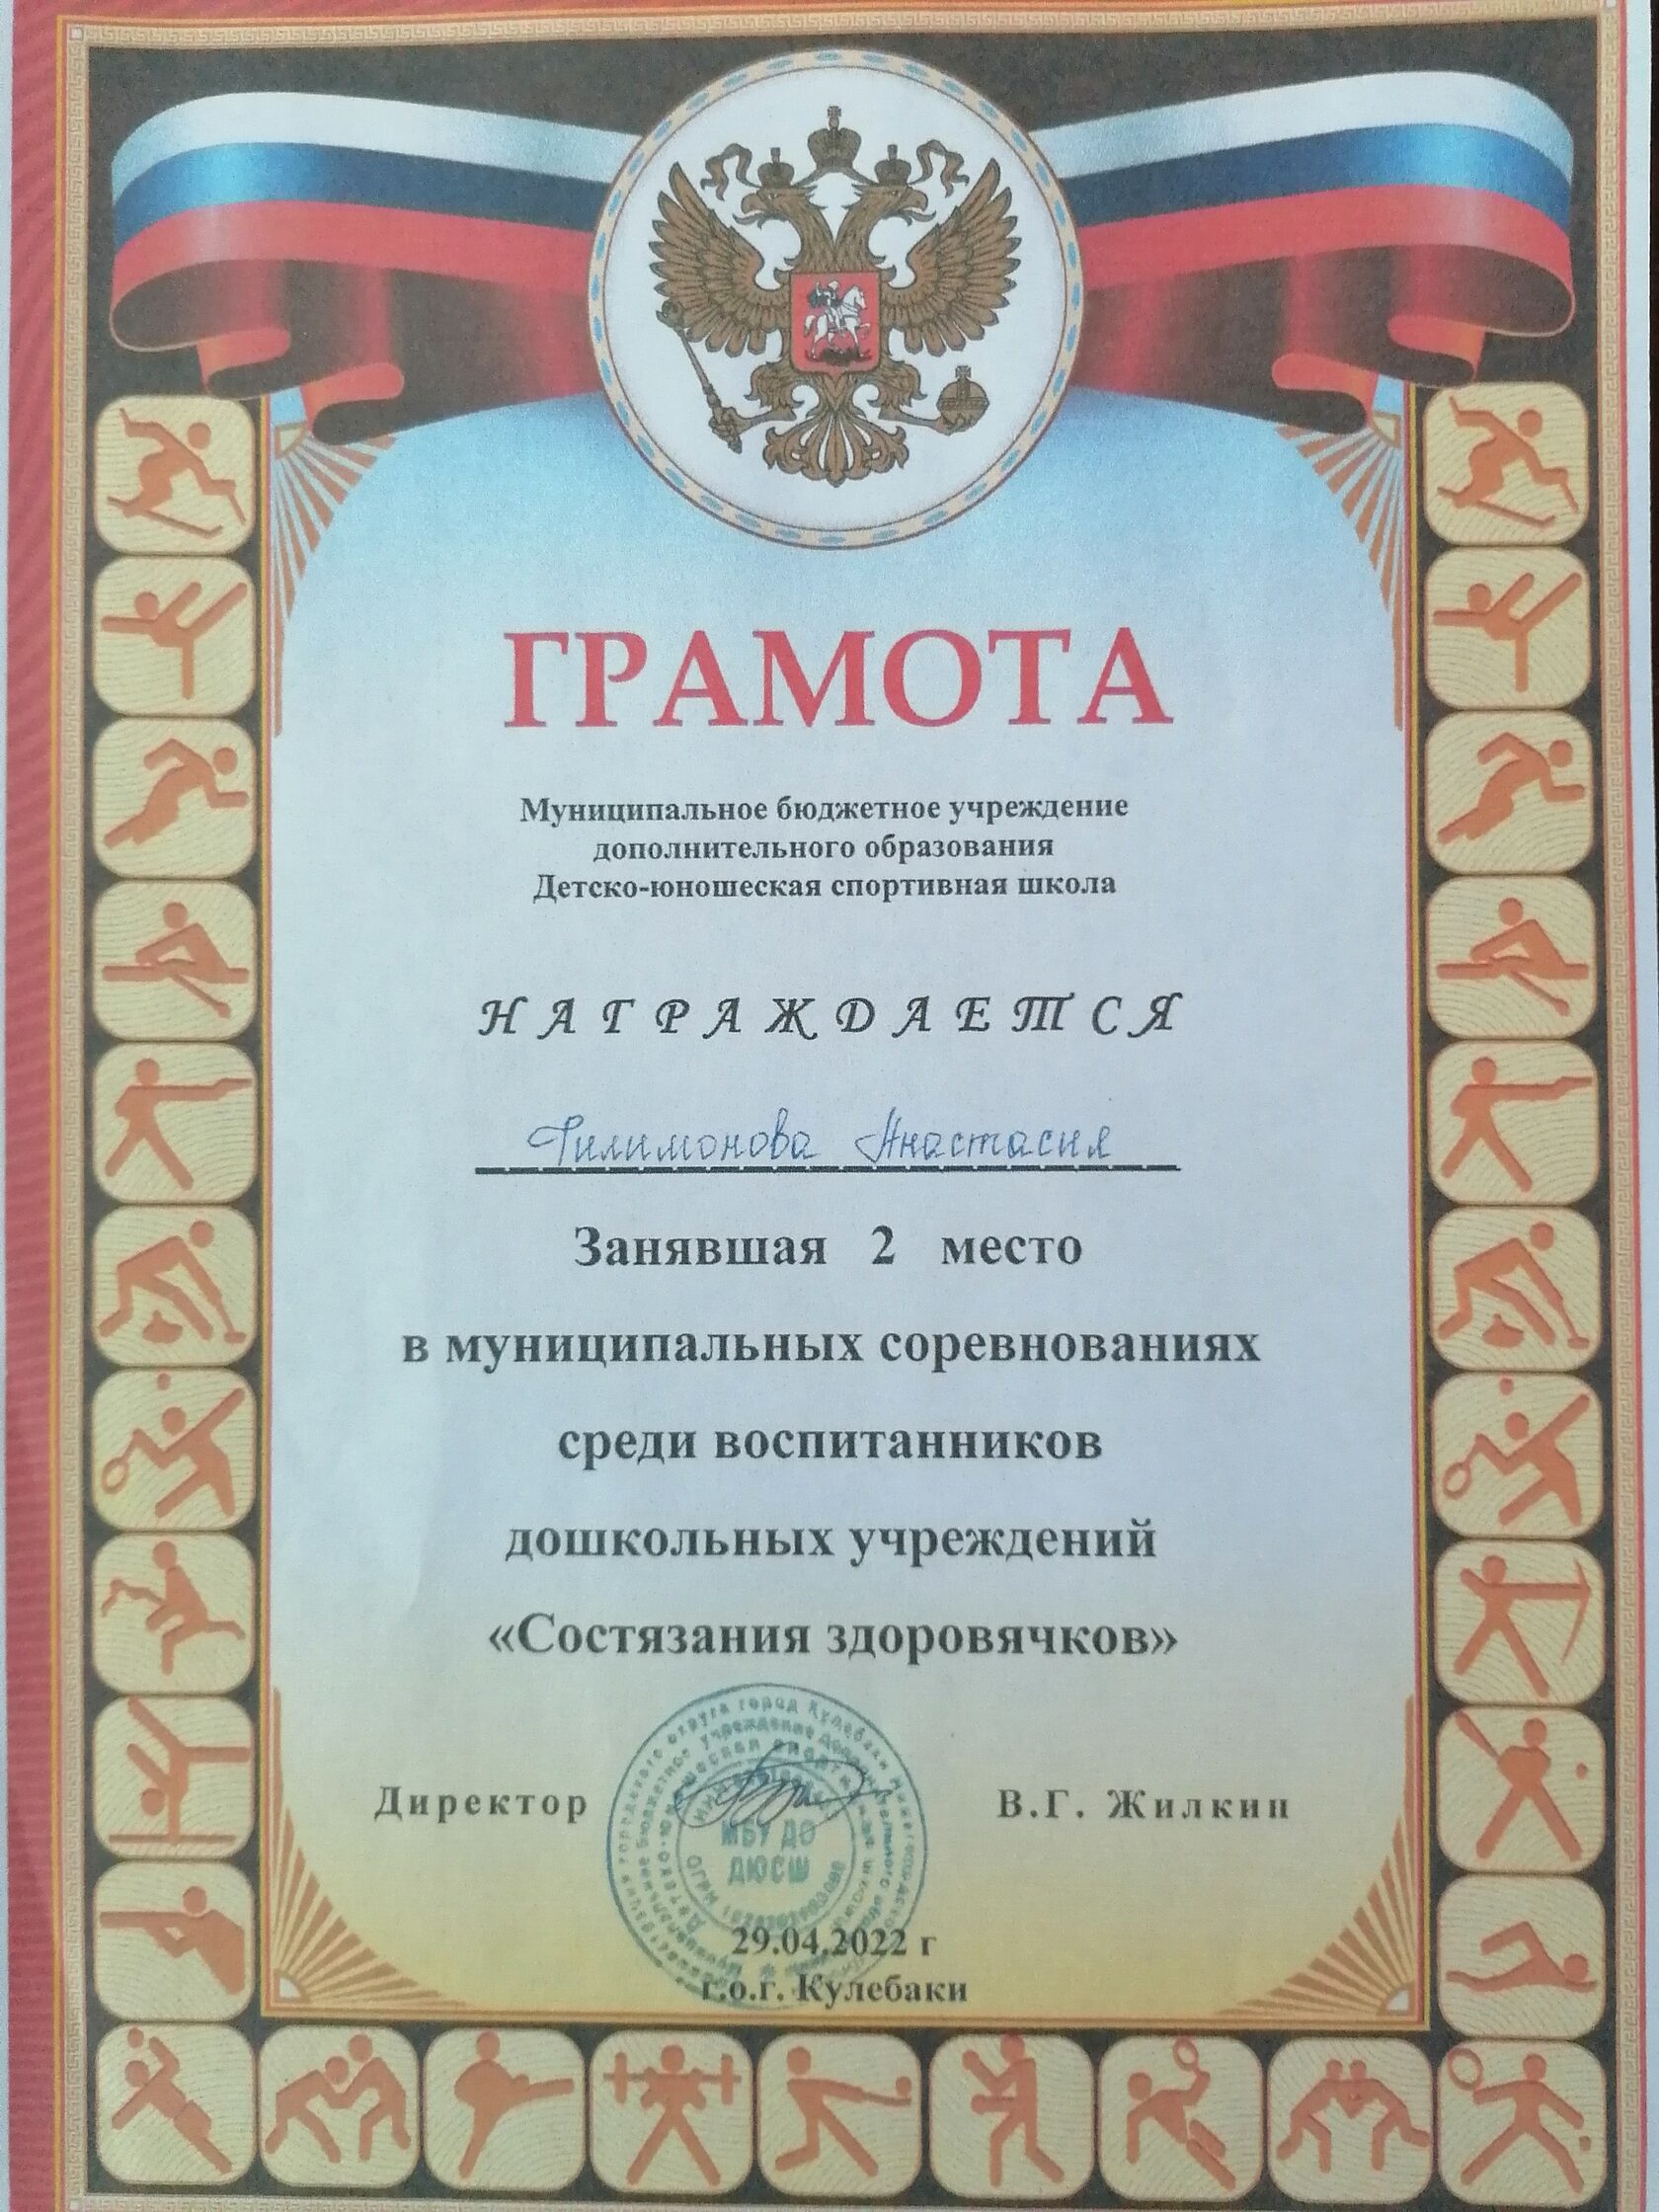 ГРАМОТА
Муниципальное бюджетное учреждение
дополнительного образования
Детско-юношеская спортивная школа
НАГРАЖДАЕТСЯ
Филимонова Анастасия
Занявшая 2 место
в муниципальных соревнованиях
среди воспитанников
дошкольных учреждений
«Состязания здоровячков»
Директор
В.Г. Жилкин
МБУ ДО
ДЮСШ
29.04.2022 г
г.о.г. Кулебаки